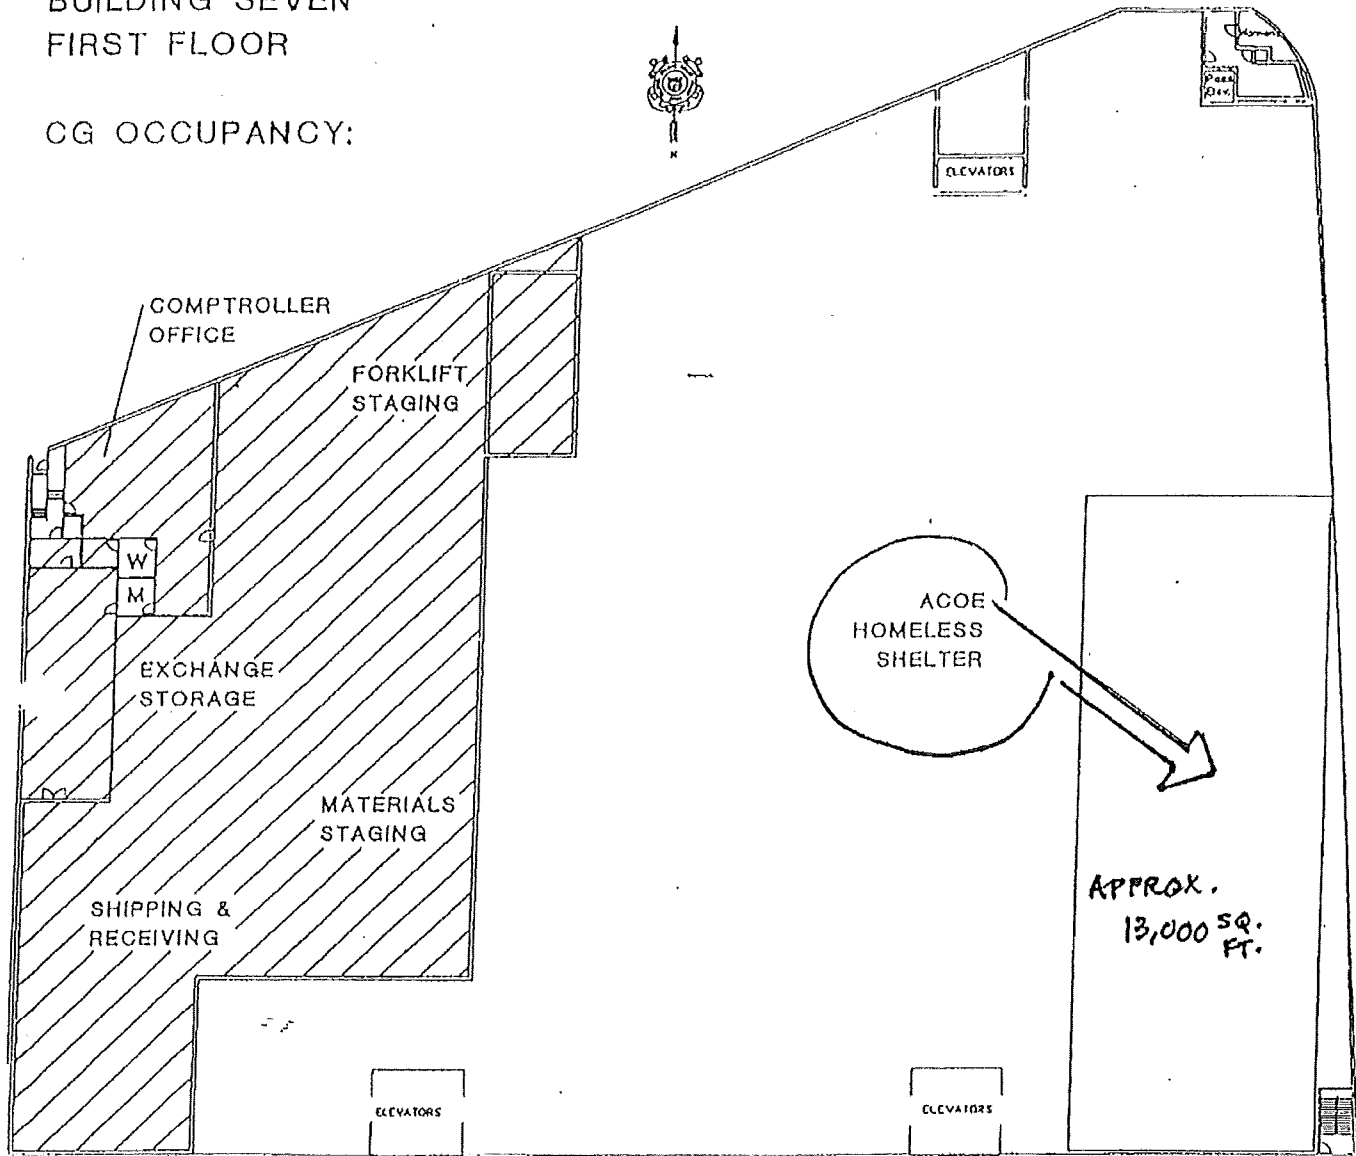 BUILDING SEVEN
FIRST FLOOR
CG OCCUPANCY:
N
ELEVATORS
COMPTROLLER
OFFICE
FORKLIFT
STAGING
W
M
EXCHANGE
STORAGE
ACOE
HOMELESS
SHELTER
MATERIALS
STAGING
SHIPPING &
RECEIVING
APPROX.
13,000 SQ.
FT.
ELEVATORS
ELEVATORS